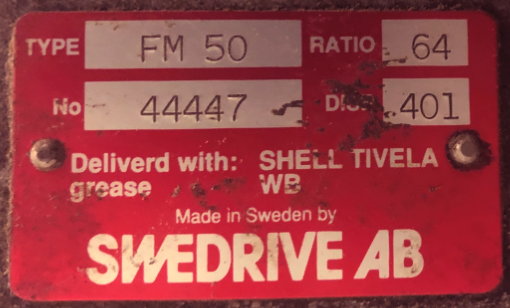 TYPE FM 50 RATIO 64
No 44447 401
Deliverd with: SHELL TIVELA
grease WB
Made in Sweden by
SWEDRIVE AB